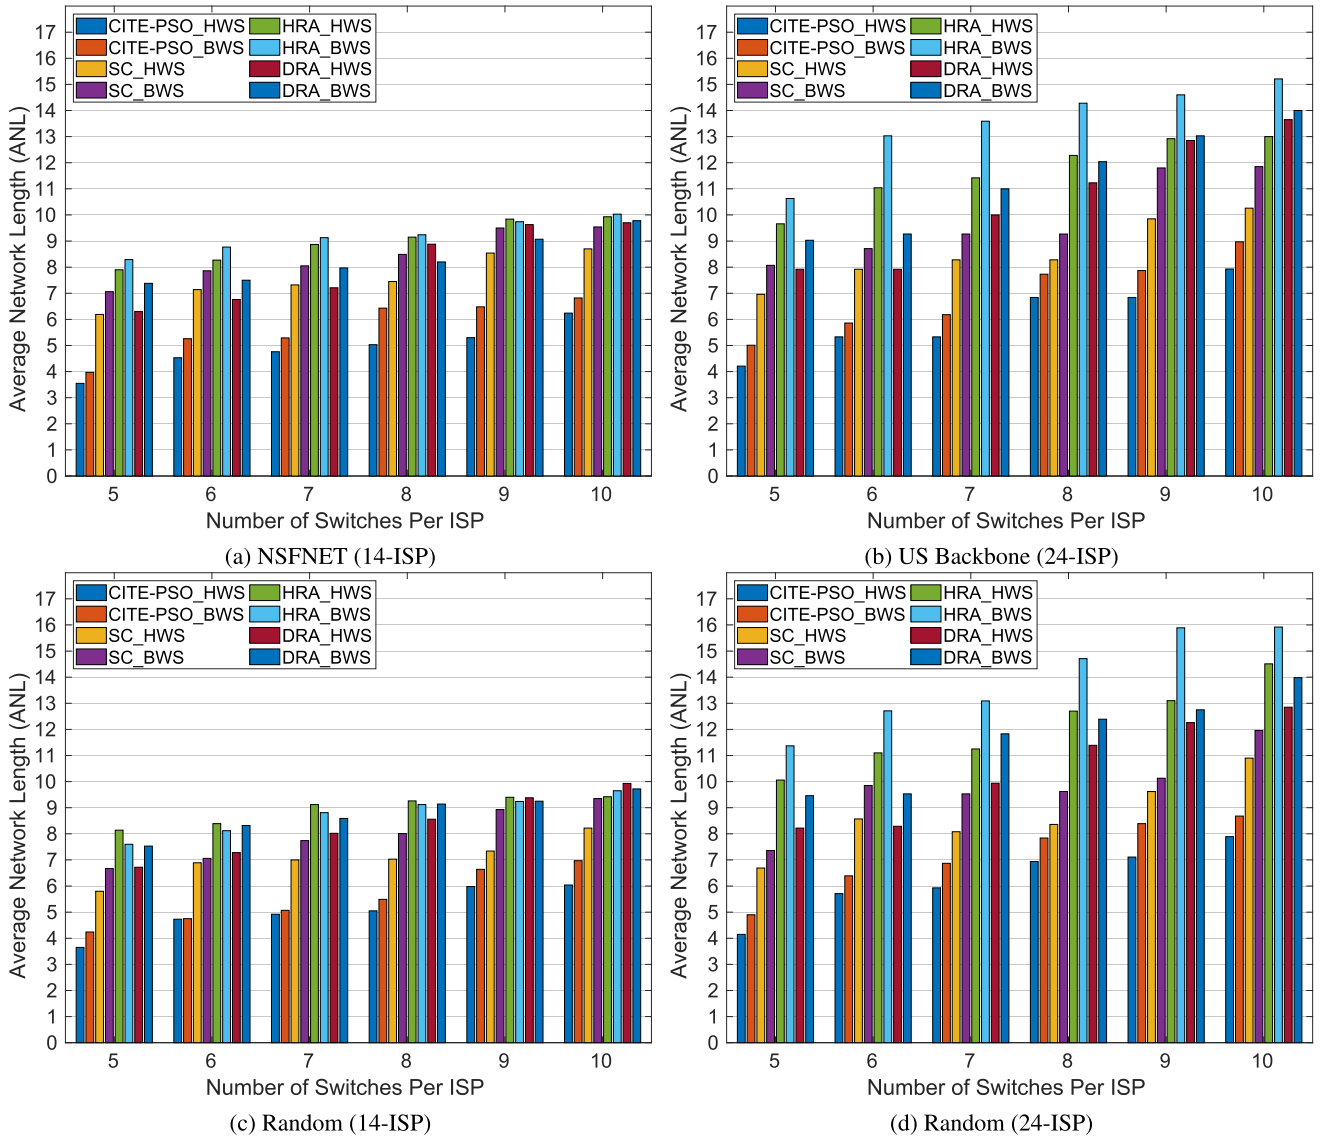 CITE-PSO_HWS
CITE-PSO_BWS
SC_HWS
SC_BWS
HRA_HWS
HRA_BWS
DRA_HWS
DRA_BWS
Average Network Length (ANL)
17
16
15
14
13
12
11
10
9
8
7
6
5
4
3
2
1
0
5 6 7 8 9 10
Number of Switches Per ISP
(a) NSFNET (14-ISP)
CITE-PSO_HWS
CITE-PSO_BWS
SC_HWS
SC_BWS
HRA_HWS
HRA_BWS
DRA_HWS
DRA_BWS
Average Network Length (ANL)
17
16
15
14
13
12
11
10
9
8
7
6
5
4
3
2
1
0
5 6 7 8 9 10
Number of Switches Per ISP
(b) US Backbone (24-ISP)
CITE-PSO_HWS
CITE-PSO_BWS
SC_HWS
SC_BWS
HRA_HWS
HRA_BWS
DRA_HWS
DRA_BWS
Average Network Length (ANL)
17
16
15
14
13
12
11
10
9
8
7
6
5
4
3
2
1
0
5 6 7 8 9 10
Number of Switches Per ISP
(c) Random (14-ISP)
CITE-PSO_HWS
CITE-PSO_BWS
SC_HWS
SC_BWS
HRA_HWS
HRA_BWS
DRA_HWS
DRA_BWS
Average Network Length (ANL)
17
16
15
14
13
12
11
10
9
8
7
6
5
4
3
2
1
0
5 6 7 8 9 10
Number of Switches Per ISP
(d) Random (24-ISP)